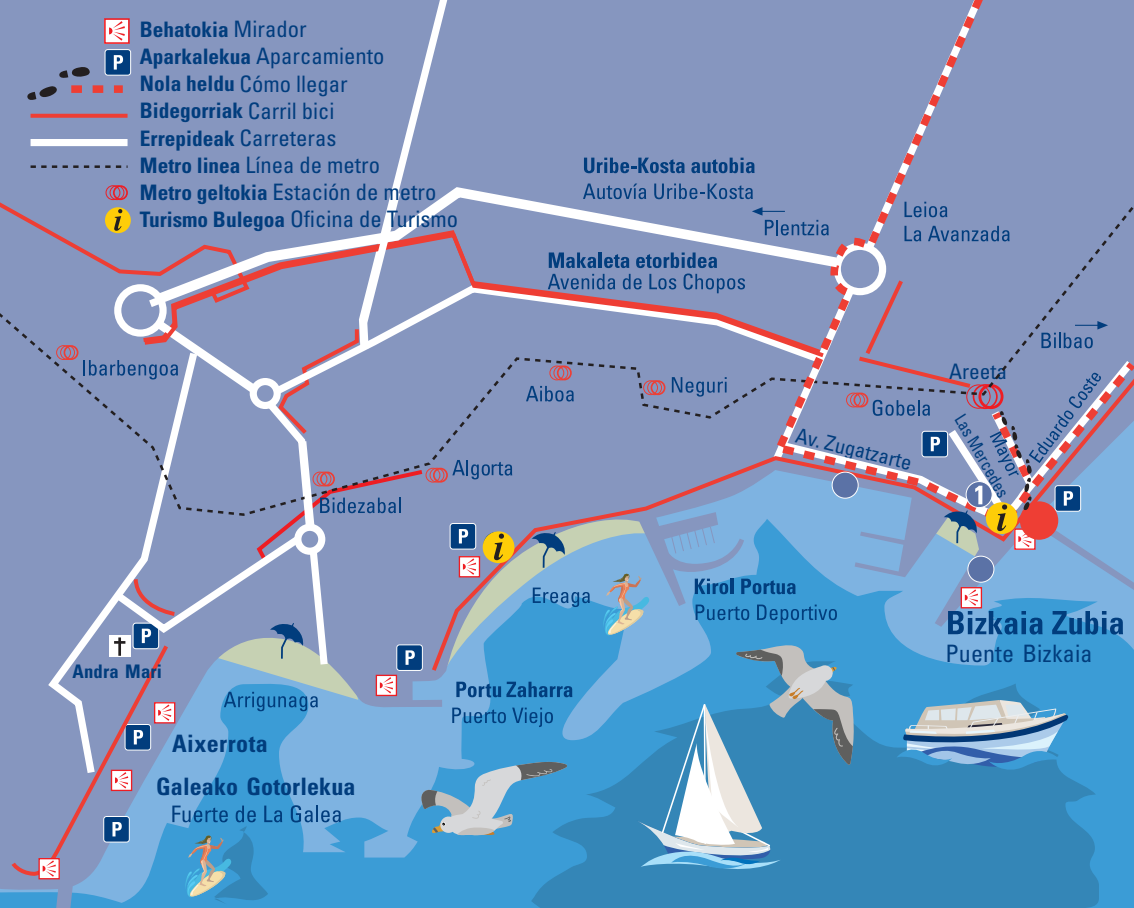 Behatokia Mirador
P Aparkalekua Aparcamiento
Nola heldu Cómo llegar
Bidegorriak Carril bici
Errepideak Carreteras
Metro linea Línea de metro
Metro geltokia Estación de metro
i Turismo Bulegoa Oficina de Turismo
Uribe-Kosta autobia
Autovía Uribe-Kosta
Plentzia
Leioa
La Avanzada
Makaleta etorbidea
Avenida de Los Chopos
Bilbao
Ibarbengoa
Aiboa
Neguri
Gobela
Areeta
Eduardo Coste
Mayor
Las Mercedes
Av. Zugatzarte
P
1
i
P
Algorta
Bidezabal
P
i
Ereaga
Kirol Portua
Puerto Deportivo
Bizkaia Zubia
Puente Bizkaia
P
Andra Mari
P
Arrigunaga
Portu Zaharra
Puerto Viejo
P
Aixerrota
Galeako Gotorlekua
Fuerte de La Galea
P